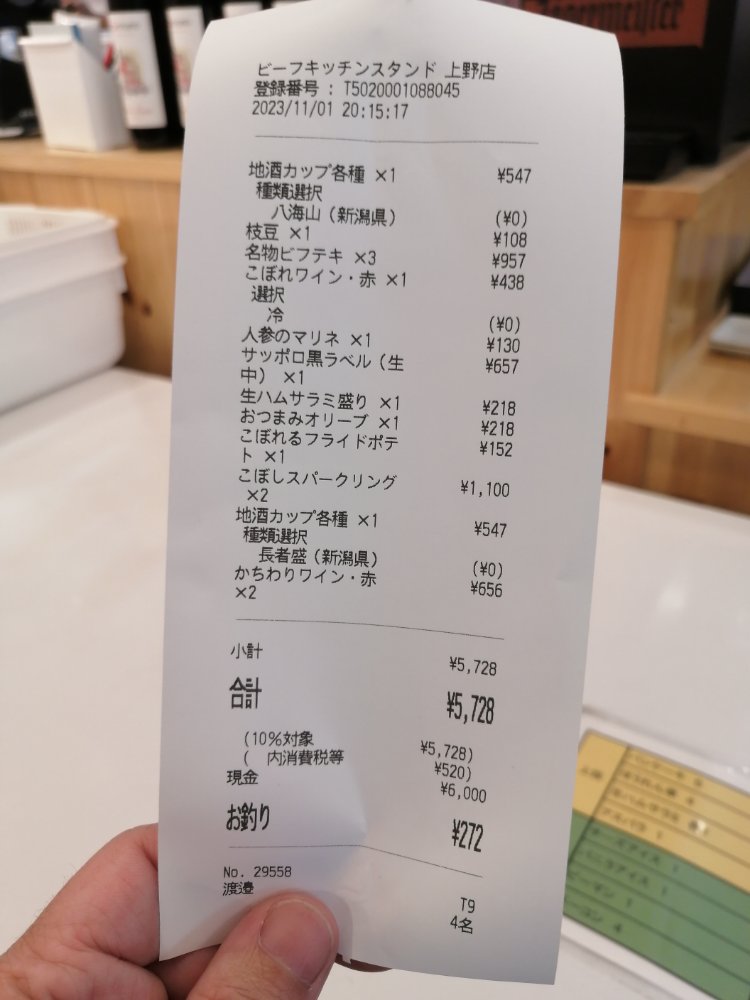 ビーフキッチンスタンド 上野店
登録番号 : T5020001088045
2023/11/01 20:15:17
地酒カップ各種 ×1 ¥547
種類選択
八海山（新潟県） (¥0)
枝豆 ×1 ¥108
名物ビフテキ ×3 ¥957
こぼれワイン・赤 ×1 ¥438
選択
冷 (¥0)
人参のマリネ ×1 ¥130
サッポロ黒ラベル（生 ¥657
中） ×1
生ハムサラミ盛り ×1 ¥218
おつまみオリーブ ×1 ¥218
こぼれるフライドポテ ¥152
ト ×1
こぼしスパークリング ¥1,100
×2
地酒カップ各種 ×1 ¥547
種類選択
長者盛（新潟県） (¥0)
かちわりワイン・赤 ¥656
×2
小計 ¥5,728
合計 ¥5,728
(10%対象 ¥5,728)
( 内消費税等 ¥520)
現金 ¥6,000
お釣り ¥272
No. 29558
渡邉 T9
4名